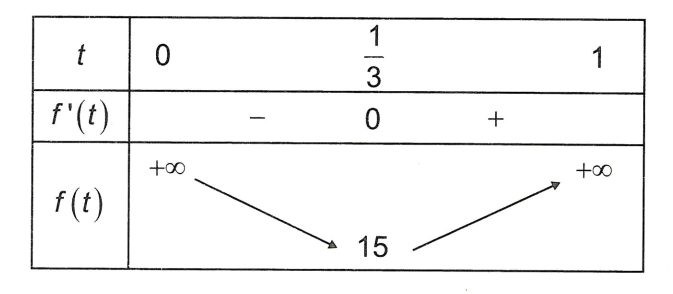 t 0 1/3 1
f'(t) − 0 +
+∞ +∞
f(t)
15